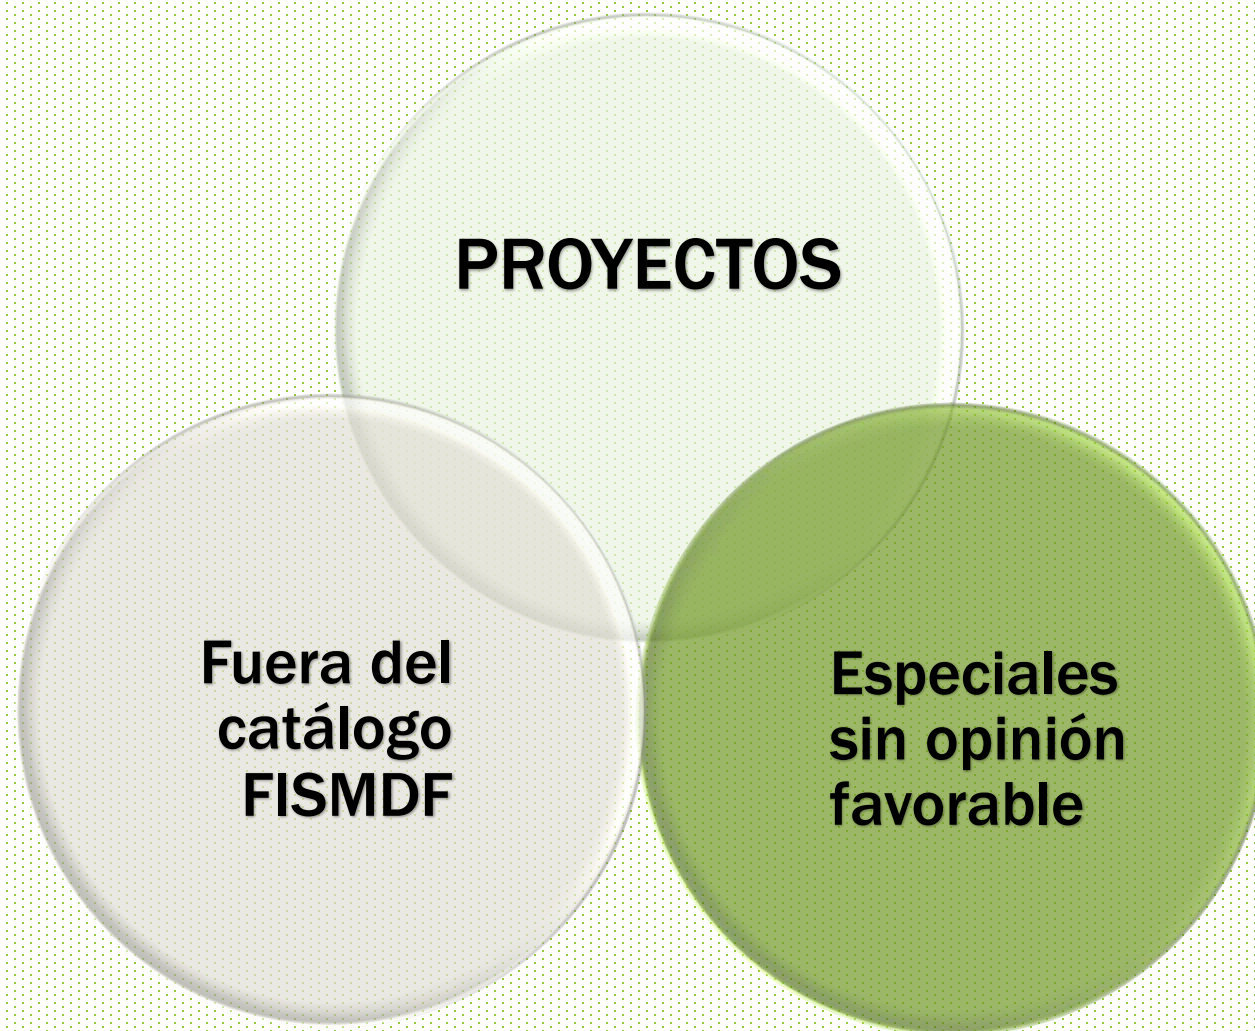 PROYECTOS
Fuera del
catálogo
FISMDF
Especiales
sin opinión
favorable